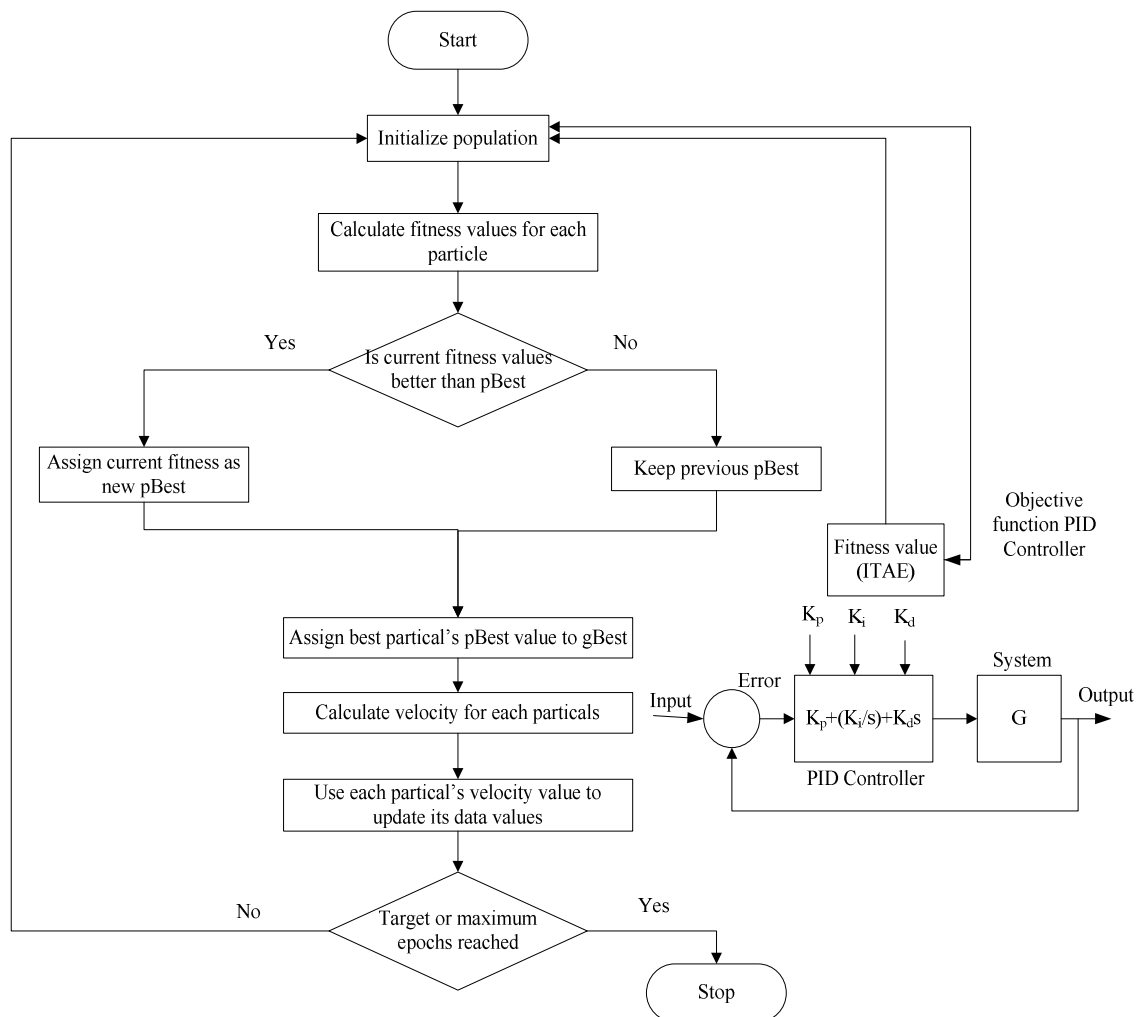 Start
Initialize population
Calculate fitness values for each
particle
Yes
No
Is current fitness values
better than pBest
Assign current fitness as
new pBest
Keep previous pBest
Objective
function PID
Controller
Fitness value
(ITAE)
Kp
Ki
Kd
Assign best partical's pBest value to gBest
System
Error
Input
Output
Calculate velocity for each particals
Kp+(Ki/s)+Kds
G
PID Controller
Use each partical's velocity value to
update its data values
No
Yes
Target or maximum
epochs reached
Stop